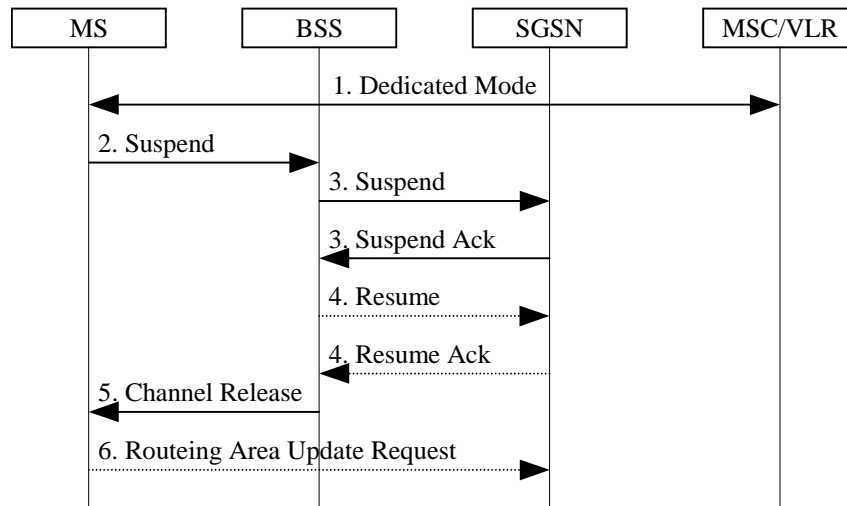 MS BSS SGSN MSC/VLR
1. Dedicated Mode
2. Suspend
3. Suspend
3. Suspend Ack
4. Resume
4. Resume Ack
5. Channel Release
6. Routeing Area Update Request